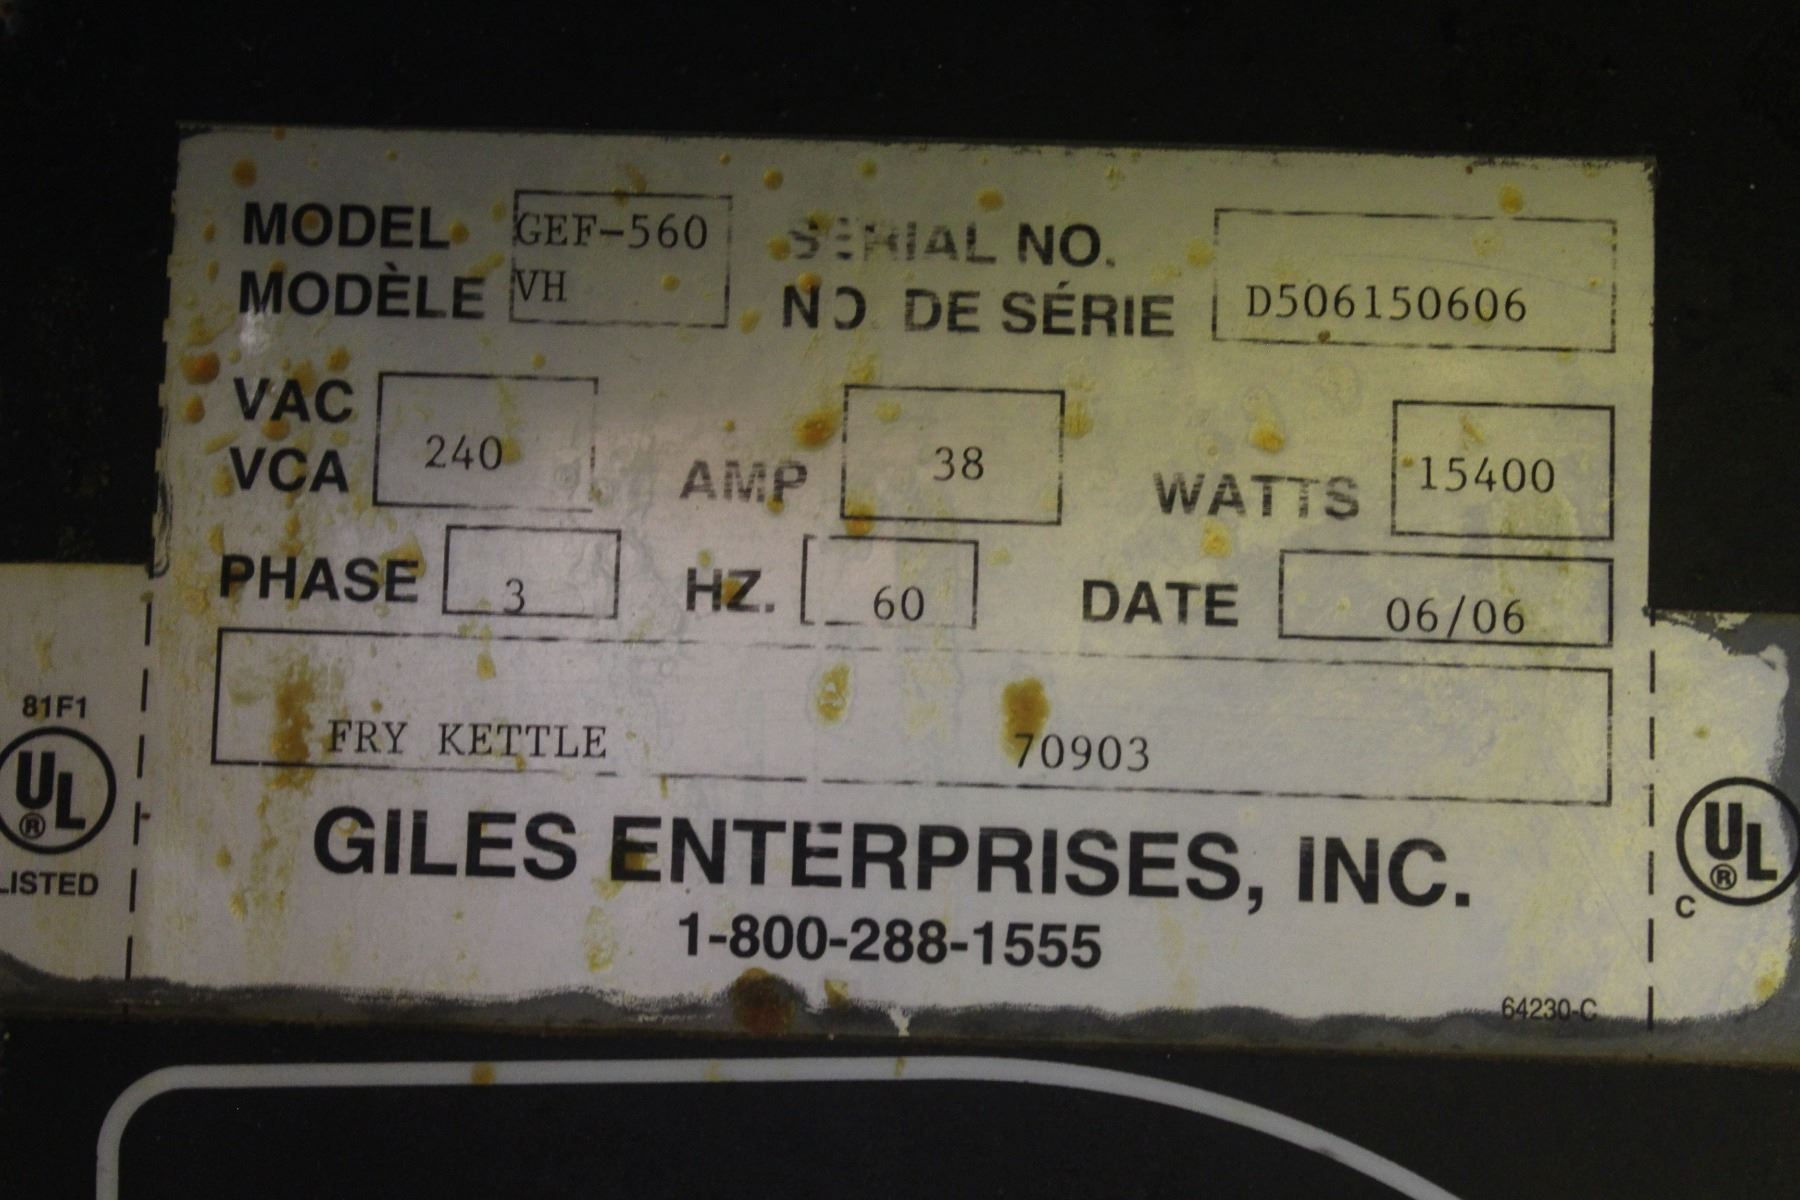 MODEL GEF-560 SERIAL NO.
MODÈLE VH NO DE SÉRIE D506150606
VAC
VCA 240 AMP 38 WATTS 15400
PHASE 3 HZ. 60 DATE 06/06
FRY KETTLE 70903
GILES ENTERPRISES, INC.
1-800-288-1555
64230-C
81F1
UL
®
LISTED
UL
®
C